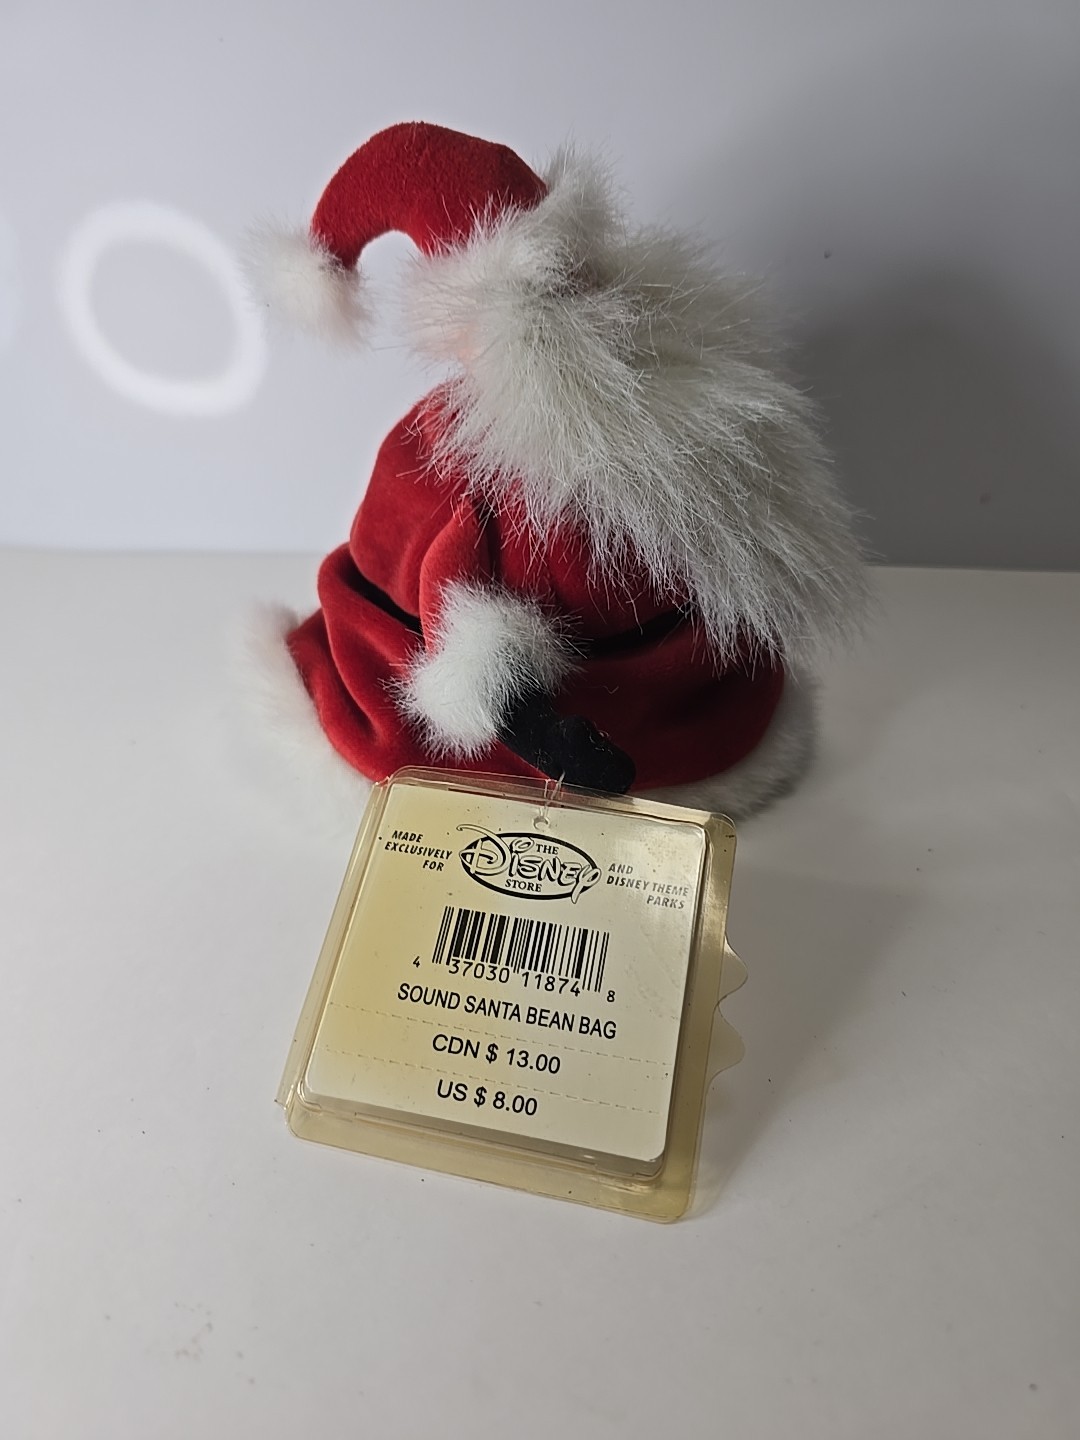 MADE
EXCLUSIVELY
FOR
THE
DISNEY
STORE
AND
DISNEY THEME
PARKS
4 37030 11874 8
SOUND SANTA BEAN BAG
CDN $ 13.00
US $ 8.00